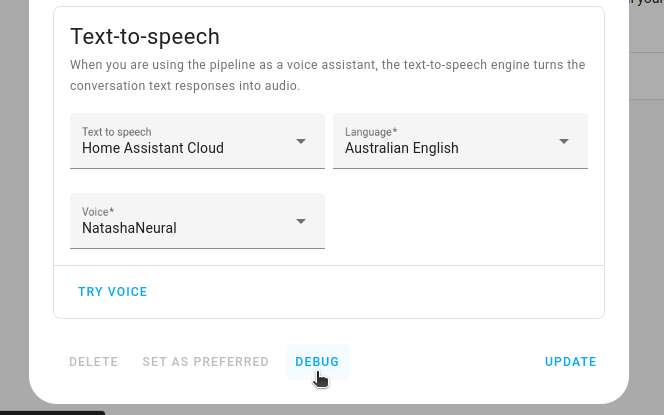 Text-to-speech
When you are using the pipeline as a voice assistant, the text-to-speech engine turns the
conversation text responses into audio.
Text to speech
Home Assistant Cloud
Language*
Australian English
Voice*
NatashaNeural
TRY VOICE
DELETE
SET AS PREFERRED
DEBUG
UPDATE